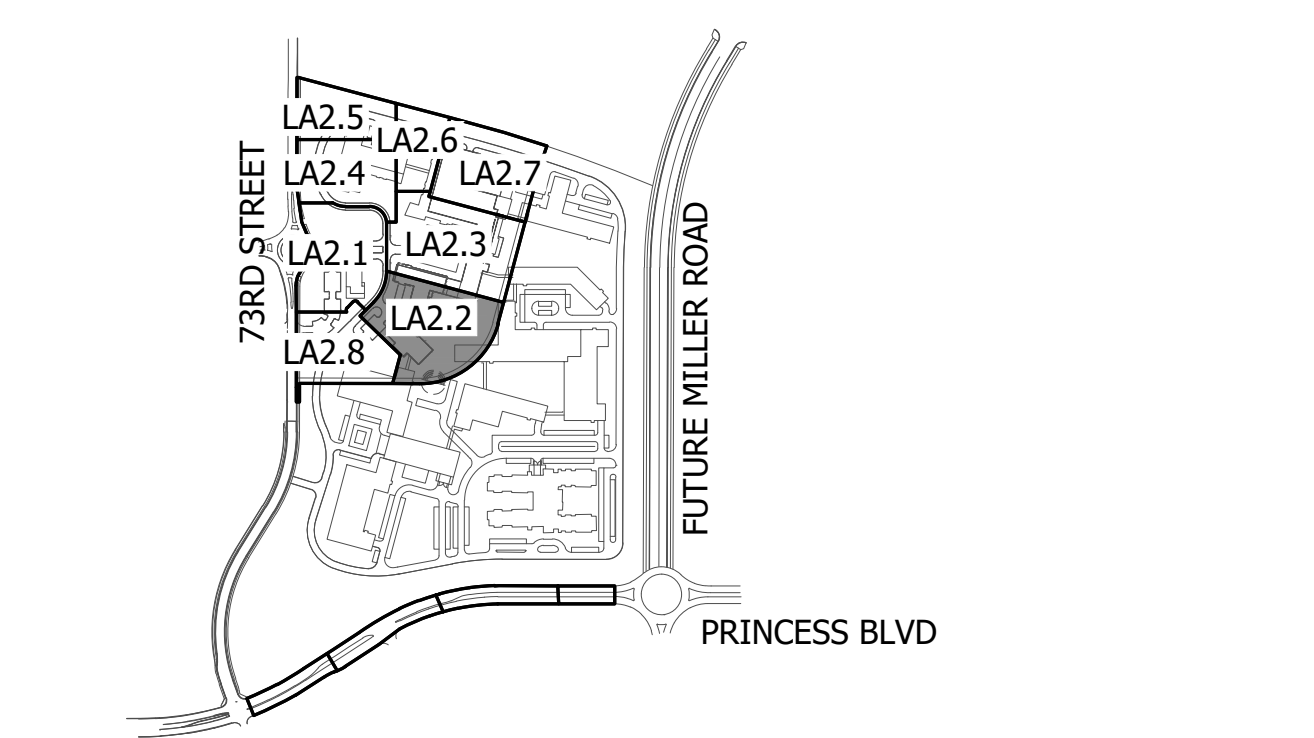 LA2.5
LA2.6
LA2.4
LA2.7
73RD STREET
LA2.1
LA2.3
LA2.2
LA2.8
FUTURE MILLER ROAD
PRINCESS BLVD